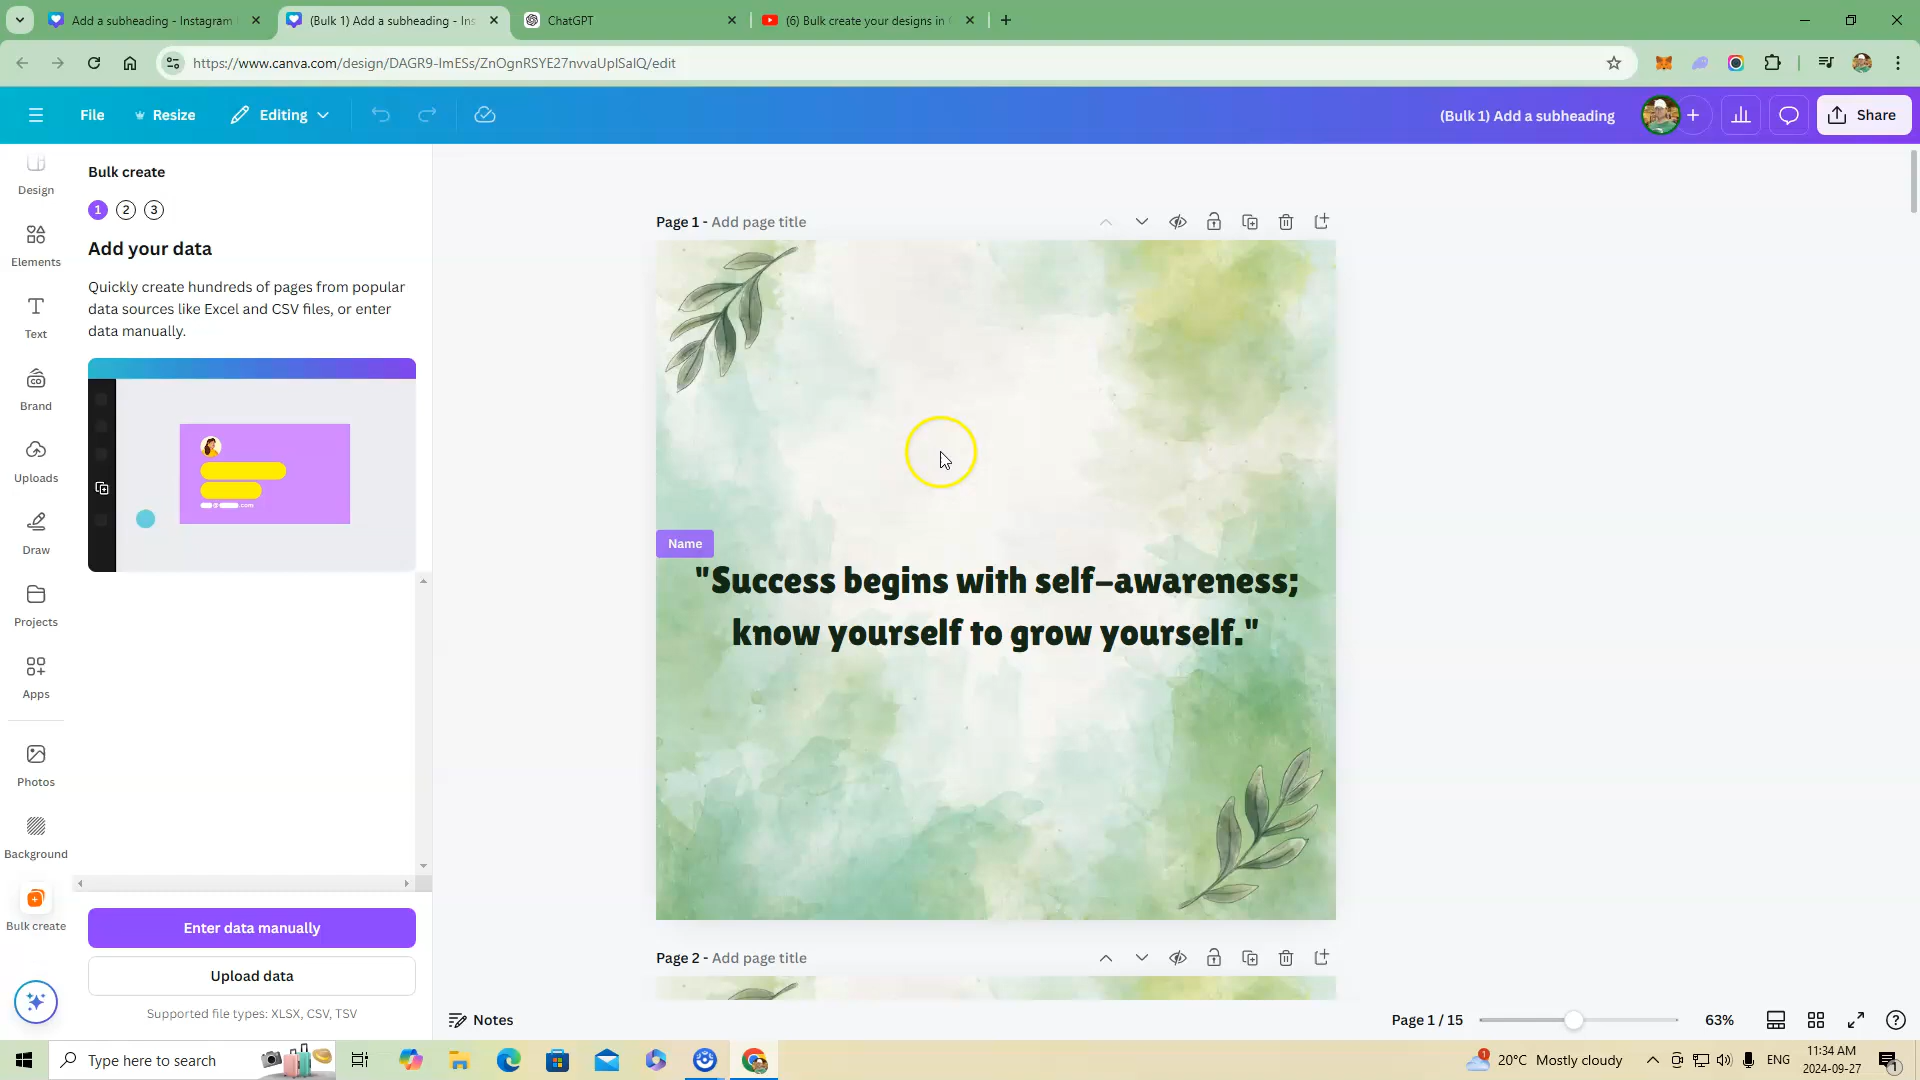 Add a subheading - Instagram
(Bulk 1) Add a subheading - Ins
ChatGPT
(6) Bulk create your designs in
https://www.canva.com/design/DAGR9-lmESs/ZnOgnRSYE27nvvaUplSalQ/edit
File
Resize
Editing
(Bulk 1) Add a subheading
Share
Design
Elements
Text
Brand
Uploads
Draw
Projects
Apps
Photos
Background
Bulk create
Bulk create
1 2 3
Add your data
Quickly create hundreds of pages from popular
data sources like Excel and CSV files, or enter
data manually.
Enter data manually
Upload data
Supported file types: XLSX, CSV, TSV
Page 1 - Add page title
Name
"Success begins with self-awareness;
know yourself to grow yourself."
Page 2 - Add page title
Notes
Page 1 / 15
63%
Type here to search
20°C Mostly cloudy
ENG
11:34 AM
2024-09-27